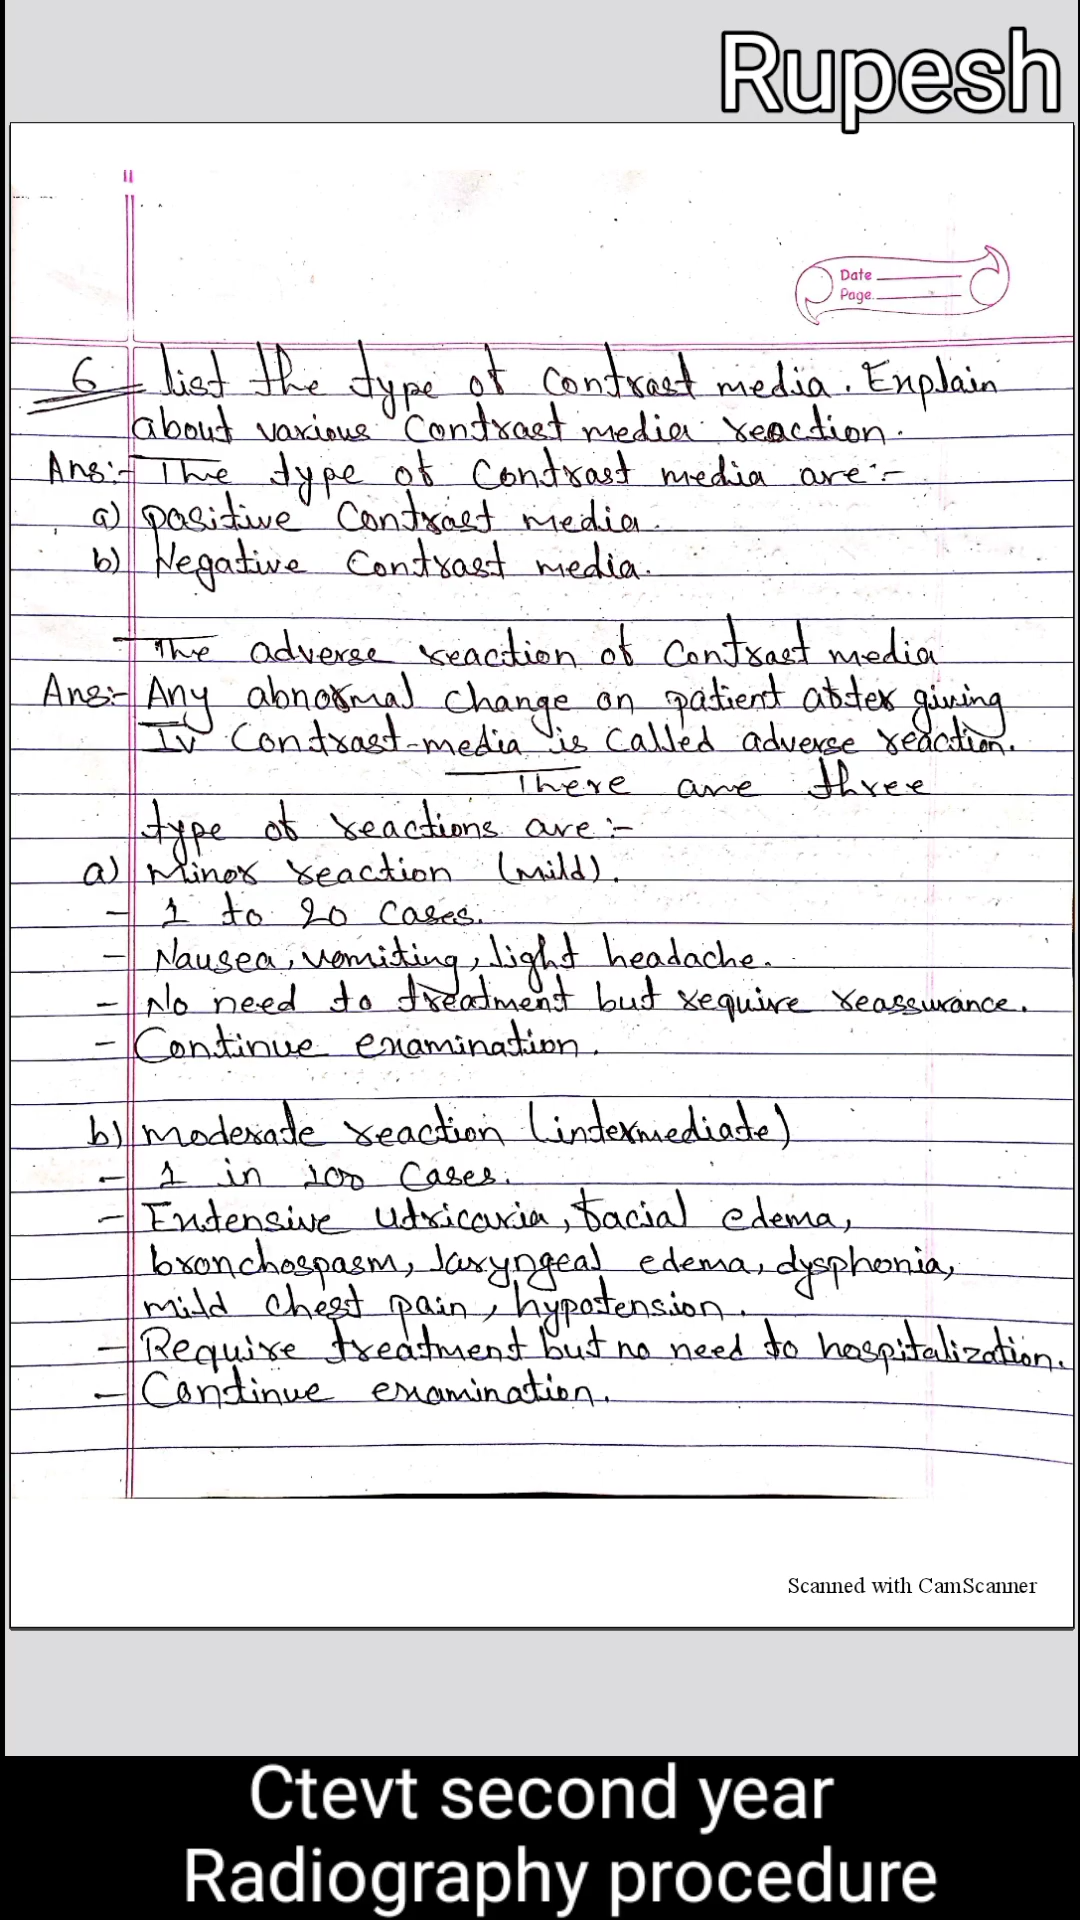 Rupesh
Date
Page
6 List the type of contrast media. Explain
about various contrast media reaction.
Ans:- The type of contrast media are:-
a) positive contrast media.
b) Negative contrast media.
The adverse reaction of contrast media
Ans:- Any abnormal change on patient abter giving
IV contrast-media is called adverse reaction.
There are three
type of reactions are:-
a) Minor reaction (mild).
- 1 to 20 cases.
- Nausea, vomiting, light headache.
- No need to treatment but require reassurance.
- Continue examination.
b) moderate reaction (intermediate)
- 1 in 100 cases.
- Extensive utricaria, facial edema,
bronchospasm, laryngeal edema, dysphonia,
mild chest pain, hypotension.
- Require treatment but no need to hospitalization.
- Continue examination.
Scanned with CamScanner
Ctevt second year
Radiography procedure